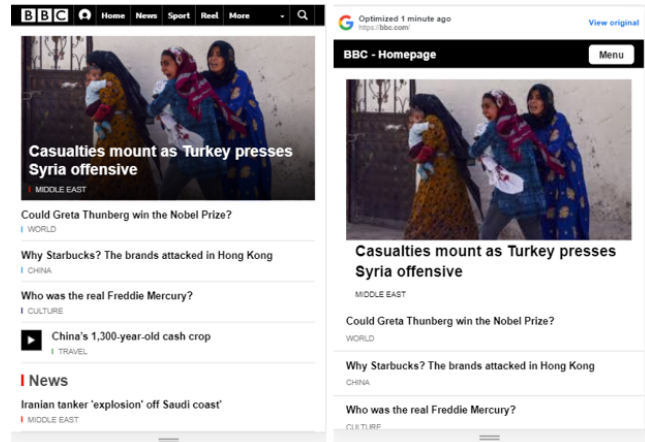 BBC Home News Sport Reel More
Casualties mount as Turkey presses
Syria offensive
MIDDLE EAST
Could Greta Thunberg win the Nobel Prize?
WORLD
Why Starbucks? The brands attacked in Hong Kong
CHINA
Who was the real Freddie Mercury?
CULTURE
China's 1,300-year-old cash crop
TRAVEL
News
Iranian tanker 'explosion' off Saudi coast'
MIDDLE EAST
Optimized 1 minute ago
https://bbc.com/
View original
BBC - Homepage
Menu
Casualties mount as Turkey presses
Syria offensive
MIDDLE EAST
Could Greta Thunberg win the Nobel Prize?
WORLD
Why Starbucks? The brands attacked in Hong Kong
CHINA
Who was the real Freddie Mercury?
CULTURE